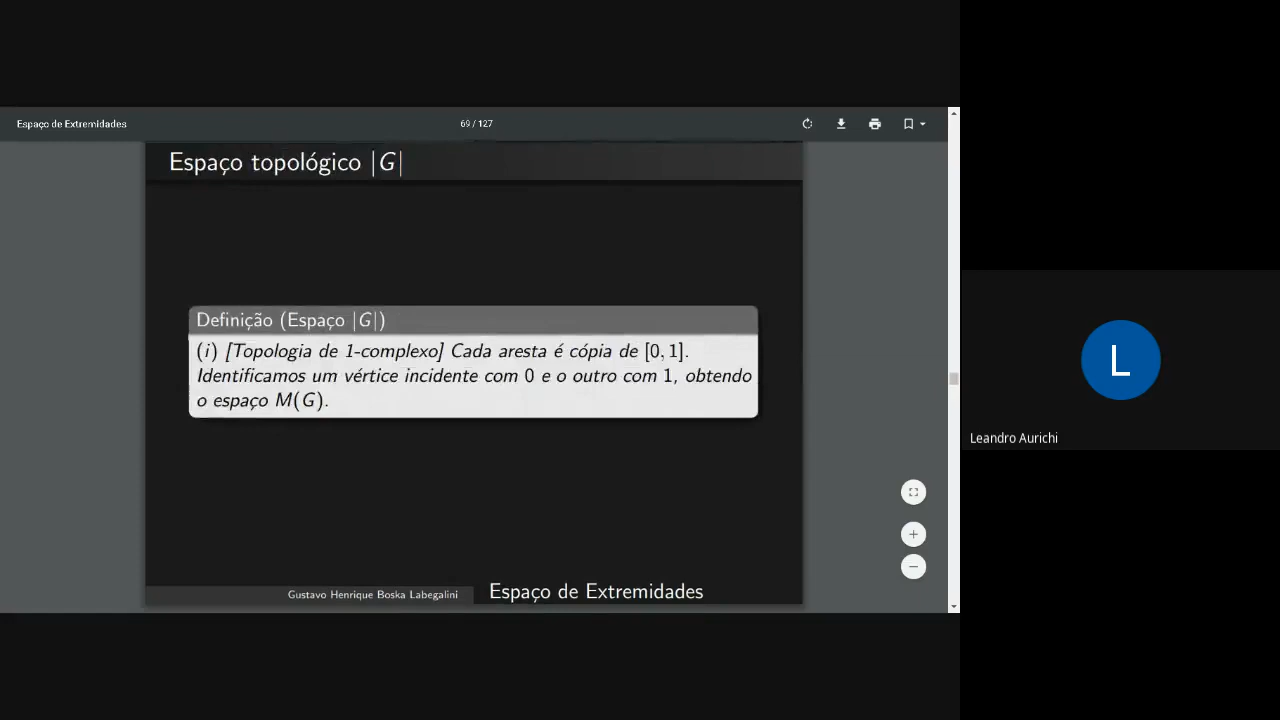 Espaço de Extremidades
69 / 127
Espaço topológico |G|
Definição (Espaço |G|)
(i) [Topologia de 1-complexo] Cada aresta é cópia de [0, 1].
Identificamos um vértice incidente com 0 e o outro com 1, obtendo
o espaço M(G).
Gustavo Henrique Boska Labegalini
Espaço de Extremidades
L
Leandro Aurichi